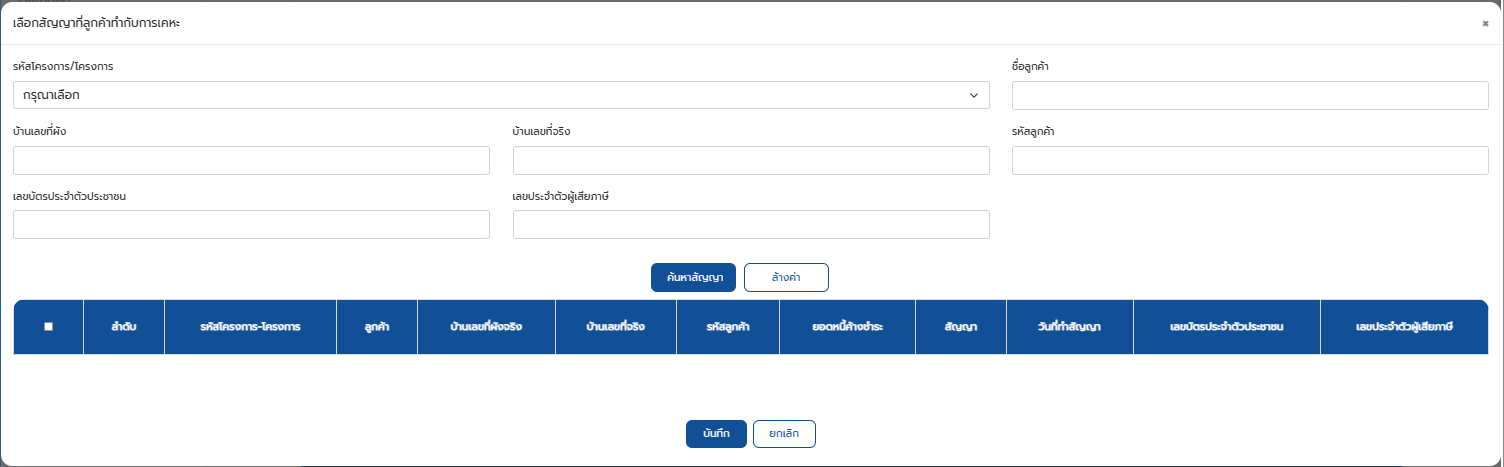 เลือกสัญญาที่ลูกค้าทำกับการเคหะ
รหัสโครงการ/โครงการ
ชื่อลูกค้า
กรุณาเลือก
บ้านเลขที่ผัง
บ้านเลขที่จริง
รหัสลูกค้า
เลขบัตรประจำตัวประชาชน
เลขประจำตัวผู้เสียภาษี
ค้นหาสัญญา
ล้างค่า
ลำดับ
รหัสโครงการ-โครงการ
ลูกค้า
บ้านเลขที่ผังจริง
บ้านเลขที่จริง
รหัสลูกค้า
ยอดหนี้ค้างชำระ
สัญญา
วันที่ทำสัญญา
เลขบัตรประจำตัวประชาชน
เลขประจำตัวผู้เสียภาษี
บันทึก
ยกเลิก